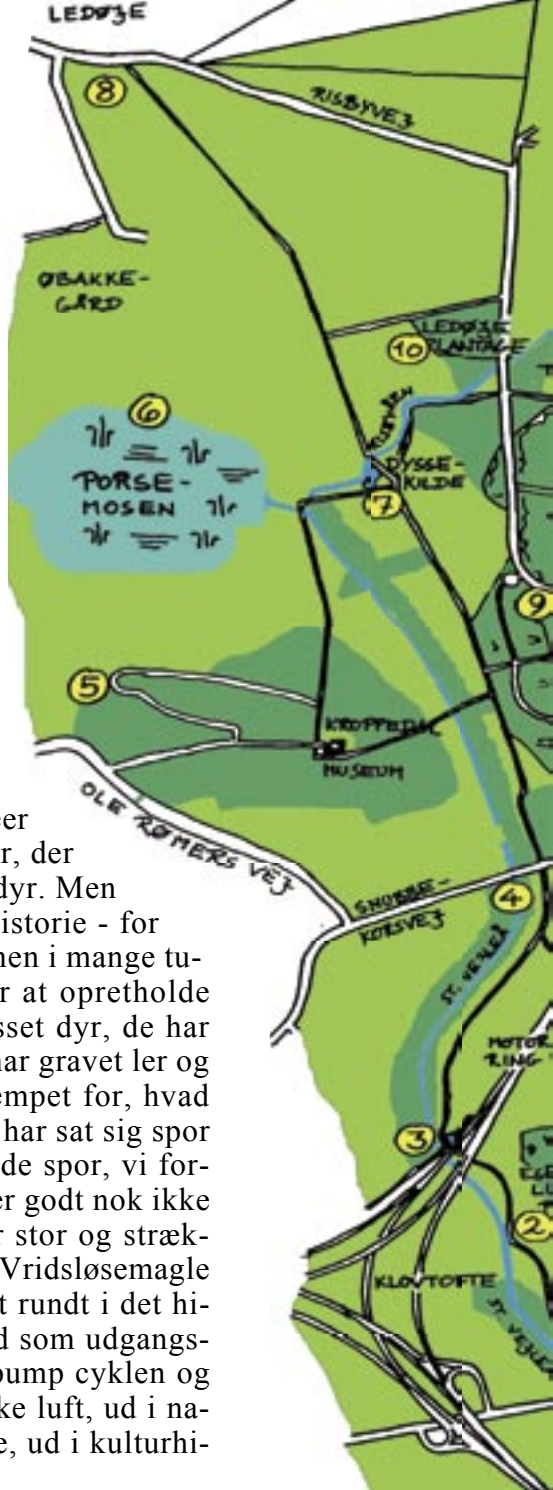 LEDØJE
8
RISBYVEJ
ØBAKKE-
GÅRD
LEDØJE
10
PLANTAGE
6
PORSE-
MOSEN
DYSSE-
KILDE
7
9
5
KROPPEDAL
MUSEUM
OLE RØMERS VEJ
SNUBBE-
KORSVEJ
4
ST. VEJLEÅ
MOTOR
RING
3
2
KLOVTOFTE
ST. VEJLEÅ
r, der
dyr. Men
istorie - for
nen i mange tu-
r at opretholde
sset dyr, de har
har gravet ler og
empet for, hvad
har sat sig spor
de spor, vi for-
er godt nok ikke
r stor og stræk-
Vridsløsemagle
t rundt i det hi-
d som udgangs-
pump cyklen og
ke luft, ud i na-
e, ud i kulturhi-